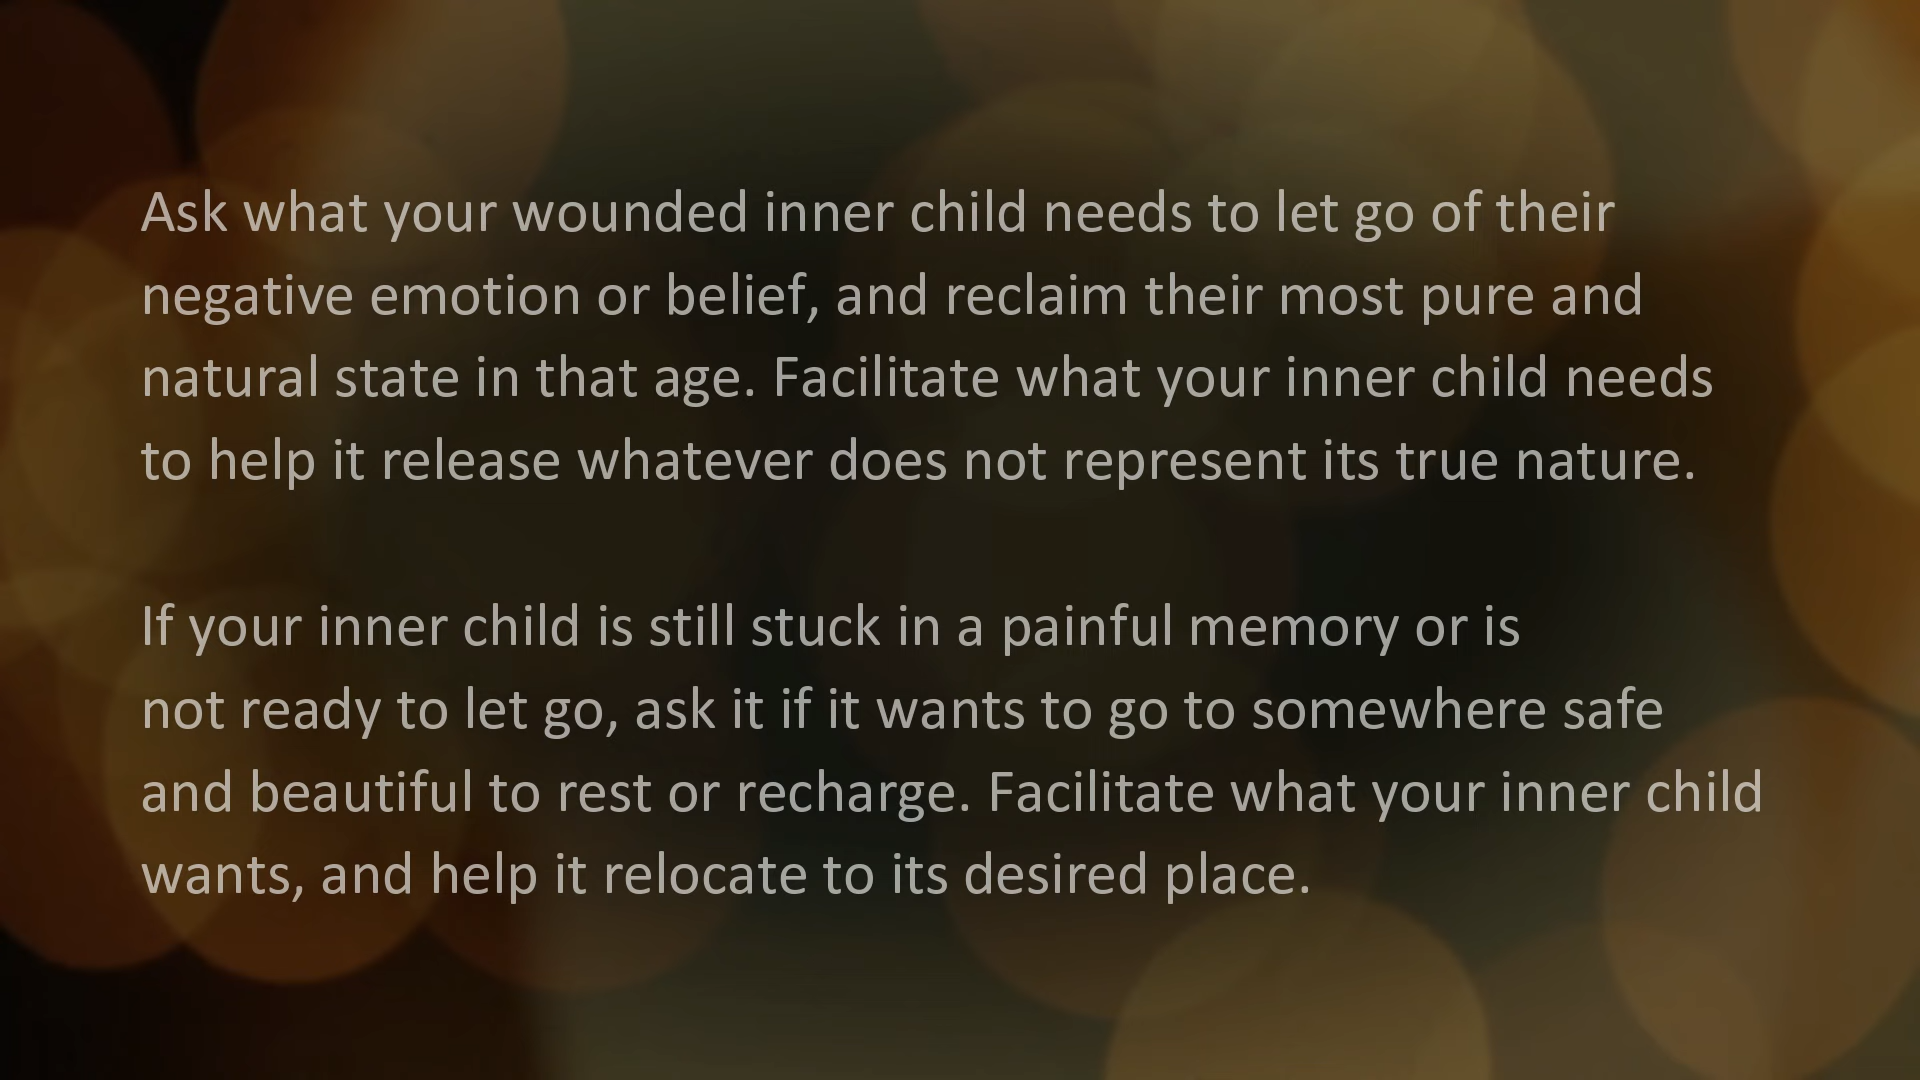 Ask what your wounded inner child needs to let go of their
negative emotion or belief, and reclaim their most pure and
natural state in that age. Facilitate what your inner child needs
to help it release whatever does not represent its true nature.
If your inner child is still stuck in a painful memory or is
not ready to let go, ask it if it wants to go to somewhere safe
and beautiful to rest or recharge. Facilitate what your inner child
wants, and help it relocate to its desired place.